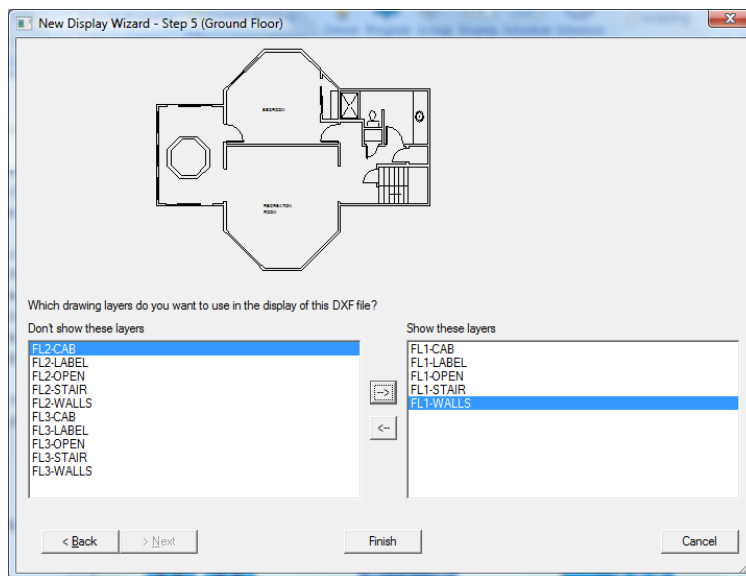 New Display Wizard - Step 5 (Ground Floor)
BEDROOM
RECREATION
ROOM
Which drawing layers do you want to use in the display of this DXF file?
Don't show these layers
Show these layers
FL2-CAB
FL2-LABEL
FL2-OPEN
FL2-STAIR
FL2-WALLS
FL3-CAB
FL3-LABEL
FL3-OPEN
FL3-STAIR
FL3-WALLS
-->
<--
FL1-CAB
FL1-LABEL
FL1-OPEN
FL1-STAIR
FL1-WALLS
< Back
> Next
Finish
Cancel